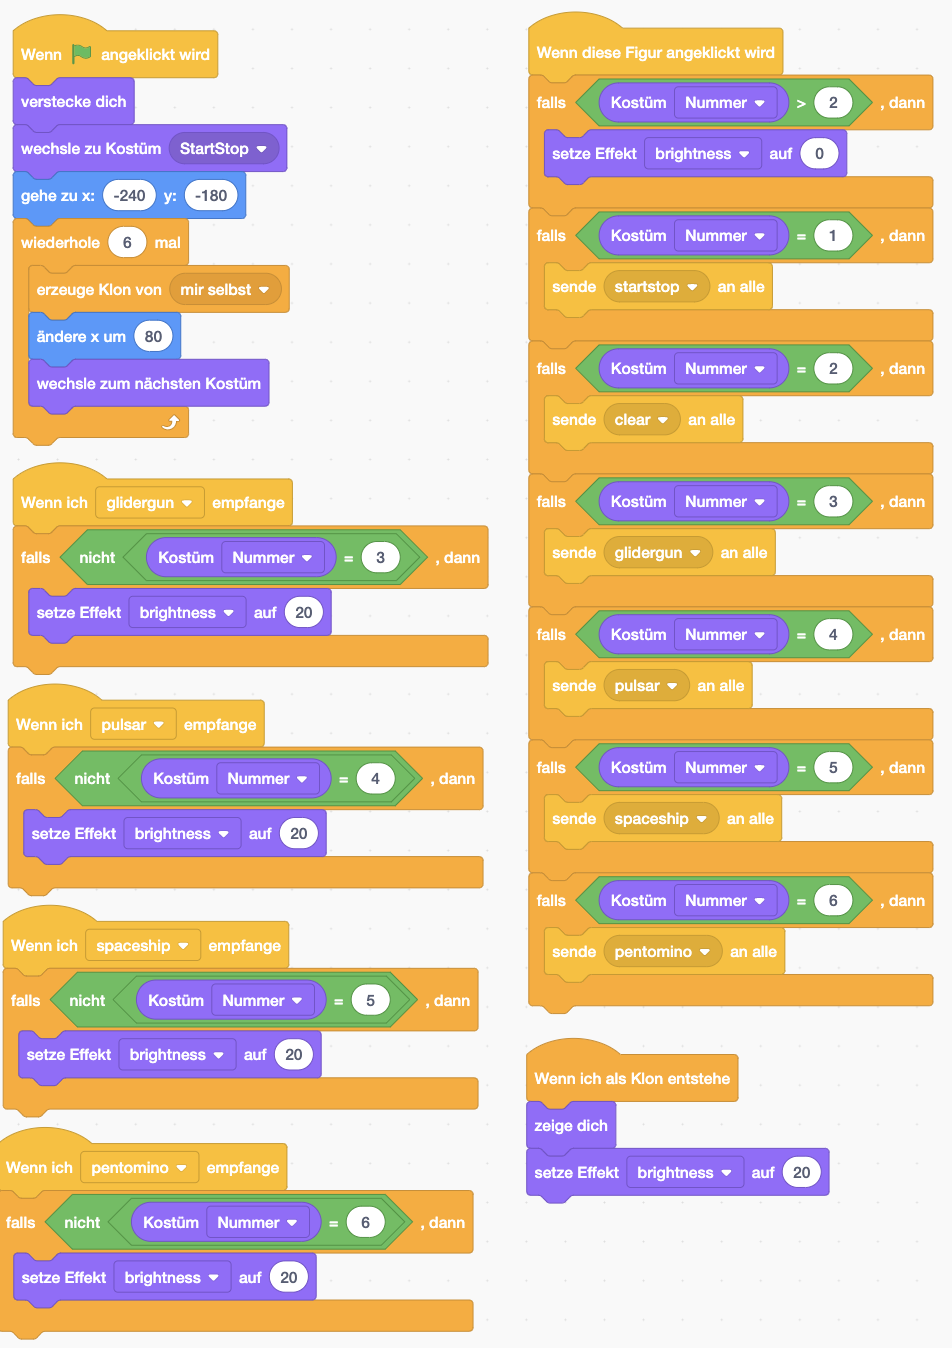 Wenn angeklickt wird
verstecke dich
wechsle zu Kostüm StartStop
gehe zu x: -240 y: -180
wiederhole 6 mal
erzeuge Klon von mir selbst
ändere x um 80
wechsle zum nächsten Kostüm
Wenn ich glidergun empfange
falls nicht Kostüm Nummer = 3 , dann
setze Effekt brightness auf 20
Wenn ich pulsar empfange
falls nicht Kostüm Nummer = 4 , dann
setze Effekt brightness auf 20
Wenn ich spaceship empfange
falls nicht Kostüm Nummer = 5 , dann
setze Effekt brightness auf 20
Wenn ich pentomino empfange
falls nicht Kostüm Nummer = 6 , dann
setze Effekt brightness auf 20
Wenn diese Figur angeklickt wird
falls Kostüm Nummer > 2 , dann
setze Effekt brightness auf 0
falls Kostüm Nummer = 1 , dann
sende startstop an alle
falls Kostüm Nummer = 2 , dann
sende clear an alle
falls Kostüm Nummer = 3 , dann
sende glidergun an alle
falls Kostüm Nummer = 4 , dann
sende pulsar an alle
falls Kostüm Nummer = 5 , dann
sende spaceship an alle
falls Kostüm Nummer = 6 , dann
sende pentomino an alle
Wenn ich als Klon entstehe
zeige dich
setze Effekt brightness auf 20